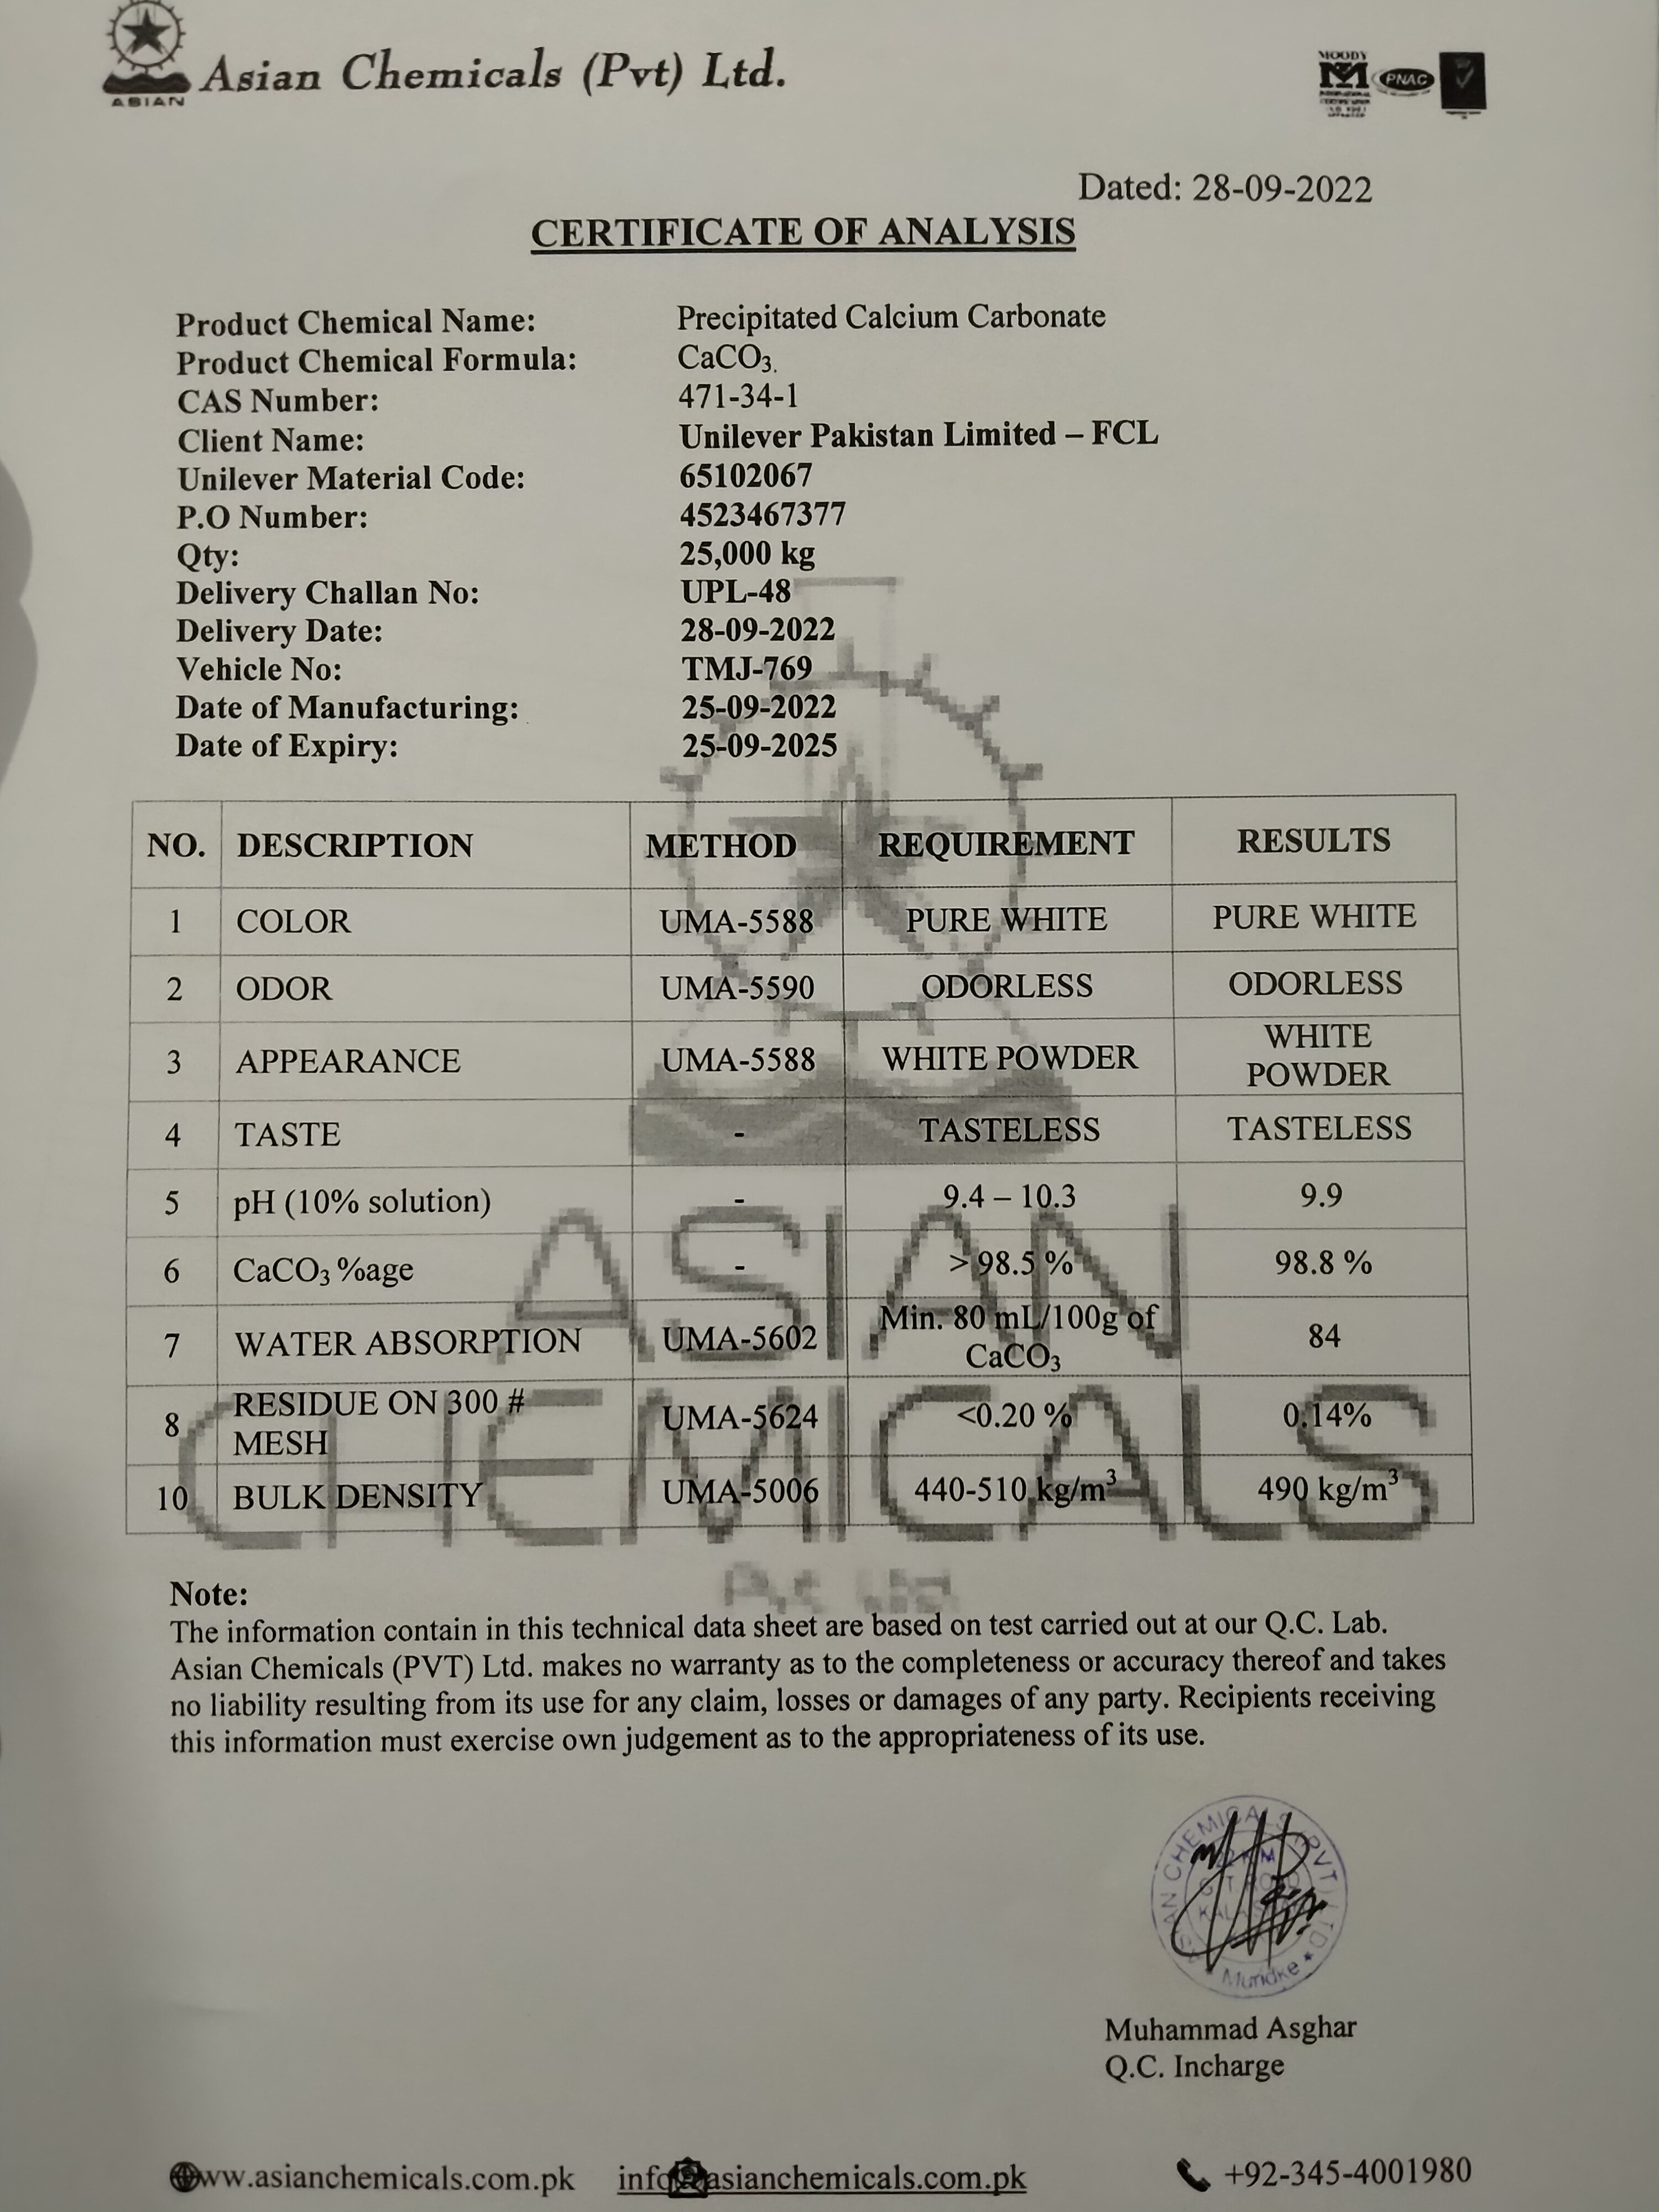 ASIAN
Asian Chemicals (Pvt) Ltd.
MOODY
PNAC
Dated: 28-09-2022
CERTIFICATE OF ANALYSIS
Product Chemical Name: Precipitated Calcium Carbonate
Product Chemical Formula: CaCO₃.
CAS Number: 471-34-1
Client Name: Unilever Pakistan Limited – FCL
Unilever Material Code: 65102067
P.O Number: 4523467377
Qty: 25,000 kg
Delivery Challan No: UPL-48
Delivery Date: 28-09-2022
Vehicle No: TMJ-769
Date of Manufacturing: 25-09-2022
Date of Expiry: 25-09-2025
NO. DESCRIPTION METHOD REQUIREMENT RESULTS
1 COLOR UMA-5588 PURE WHITE PURE WHITE
2 ODOR UMA-5590 ODORLESS ODORLESS
3 APPEARANCE UMA-5588 WHITE POWDER WHITE POWDER
4 TASTE - TASTELESS TASTELESS
5 pH (10% solution) - 9.4 – 10.3 9.9
6 CaCO₃ %age - > 98.5 % 98.8 %
7 WATER ABSORPTION UMA-5602 Min. 80 mL/100g of CaCO₃ 84
8 RESIDUE ON 300 # MESH UMA-5624 <0.20 % 0.14%
10 BULK DENSITY UMA-5006 440-510 kg/m³ 490 kg/m³
ASIAN
CHEMICALS
Pvt Ltd
Note:
The information contain in this technical data sheet are based on test carried out at our Q.C. Lab.
Asian Chemicals (PVT) Ltd. makes no warranty as to the completeness or accuracy thereof and takes
no liability resulting from its use for any claim, losses or damages of any party. Recipients receiving
this information must exercise own judgement as to the appropriateness of its use.
ASIAN CHEMICALS (PVT) LTD
Muridke
Muhammad Asghar
Q.C. Incharge
www.asianchemicals.com.pk info@asianchemicals.com.pk +92-345-4001980